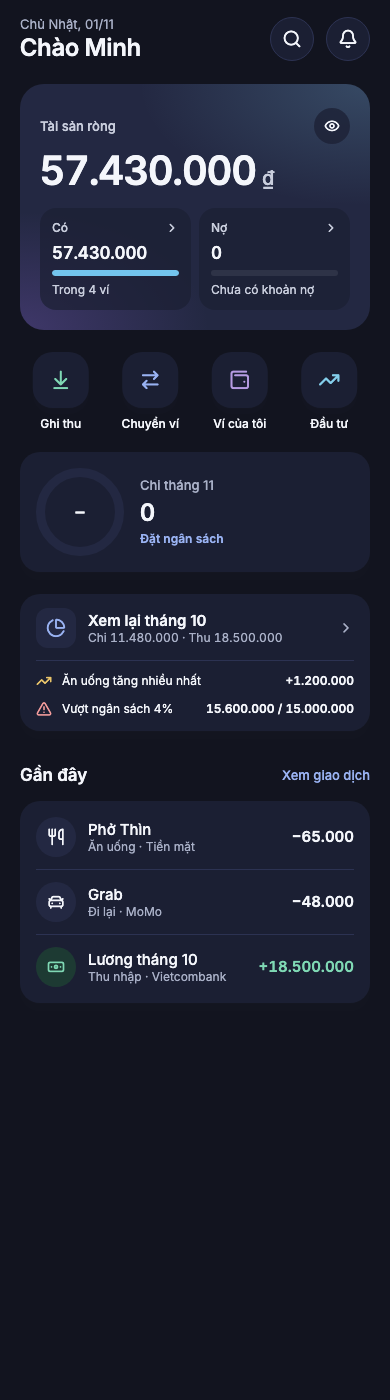 Chủ Nhật, 01/11
Chào Minh
Tài sản ròng
57.430.000 ₫
Có
57.430.000
Trong 4 ví
Nợ
0
Chưa có khoản nợ
Ghi thu
Chuyển ví
Ví của tôi
Đầu tư
–
Chi tháng 11
0
Đặt ngân sách
Xem lại tháng 10
Chi 11.480.000 · Thu 18.500.000
Ăn uống tăng nhiều nhất +1.200.000
Vượt ngân sách 4% 15.600.000 / 15.000.000
Gần đây
Xem giao dịch
Phở Thìn
Ăn uống · Tiền mặt
−65.000
Grab
Đi lại · MoMo
−48.000
Lương tháng 10
Thu nhập · Vietcombank
+18.500.000